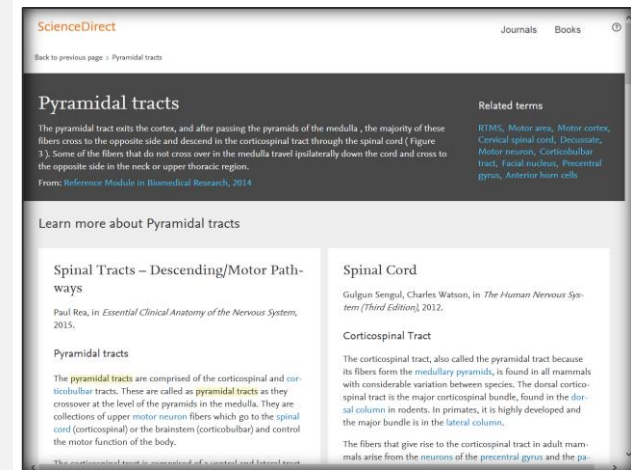 ScienceDirect
Journals Books
Back to previous page > Pyramidal tracts
Pyramidal tracts
The pyramidal tract exits the cortex, and after passing the pyramids of the medulla , the majority of these
fibers cross to the opposite side and descend in the corticospinal tract through the spinal cord ( Figure
3 ). Some of the fibers that do not cross over in the medulla travel ipsilaterally down the cord and cross to
the opposite side in the neck or upper thoracic region.
From: Reference Module in Biomedical Research, 2014
Related terms
RTMS, Motor area, Motor cortex,
Cervical spinal cord, Decussate,
Motor neuron, Corticobulbar
tract, Facial nucleus, Precentral
gyrus, Anterior horn cells
Learn more about Pyramidal tracts
Spinal Tracts – Descending/Motor Path-
ways
Paul Rea, in Essential Clinical Anatomy of the Nervous System,
2015.
Pyramidal tracts
The pyramidal tracts are comprised of the corticospinal and cor-
ticobulbar tracts. These are called as pyramidal tracts as they
crossover at the level of the pyramids in the medulla. They are
collections of upper motor neuron fibers which go to the spinal
cord (corticospinal) or the brainstem (corticobulbar) and control
the motor function of the body.
The corticospinal tract is comprised of a ventral and lateral tract
Spinal Cord
Gulgun Sengul, Charles Watson, in The Human Nervous Sys-
tem (Third Edition), 2012.
Corticospinal Tract
The corticospinal tract, also called the pyramidal tract because
its fibers form the medullary pyramids, is found in all mammals
with considerable variation between species. The dorsal cortico-
spinal tract is the major corticospinal bundle, found in the dor-
sal column in rodents. In primates, it is highly developed and
the major bundle is in the lateral column.
The fibers that give rise to the corticospinal tract in adult mam-
mals arise from the neurons of the precentral gyrus and the pa-